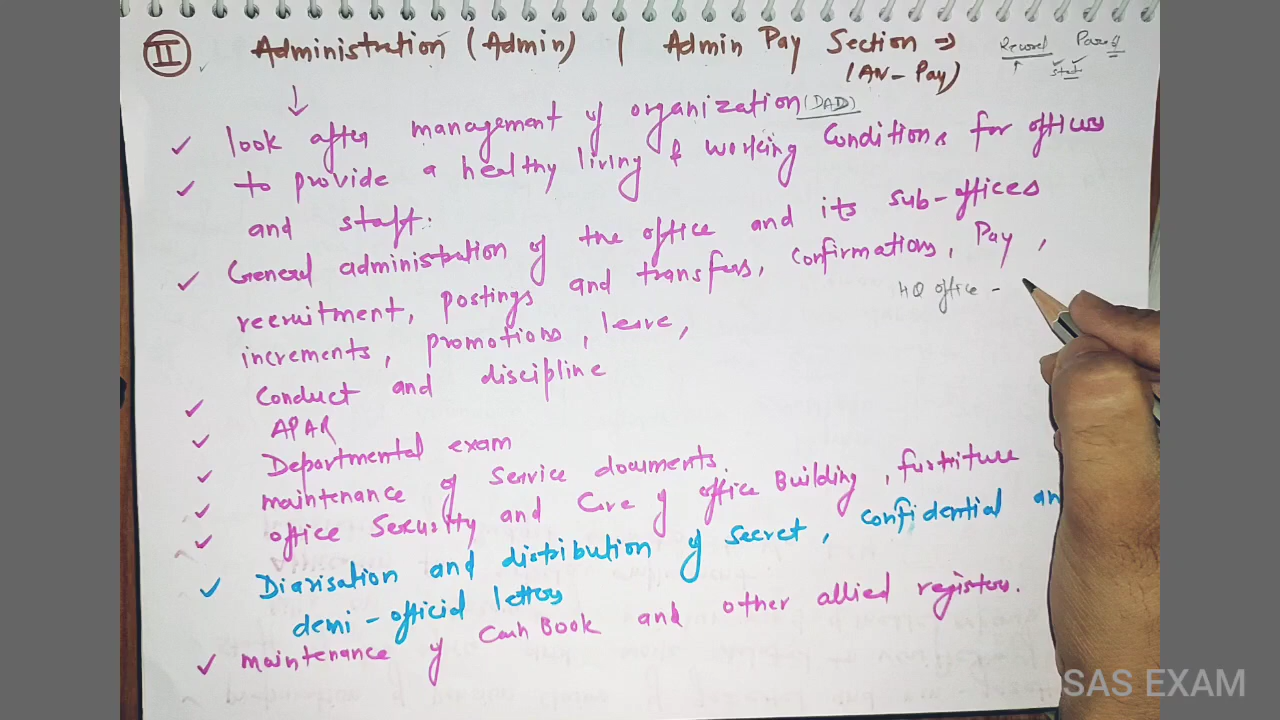 II Administration (Admin) | Admin Pay Section ⇒
(AN-Pay)
Record
↓
look after management of organization (DAD)
to provide a healthy living & working conditions for officers
and staff.
General administration of the office and its sub-offices
recruitment, postings and transfers, confirmations, Pay,
HQ office -
increments, promotions, leave,
Conduct and discipline
APAR
Departmental exam
maintenance of service documents.
office security and care of office Building, furniture
Diarisation and distribution of secret, confidential an
demi-official letters
maintenance of Cash Book and other allied registers.
SAS EXAM